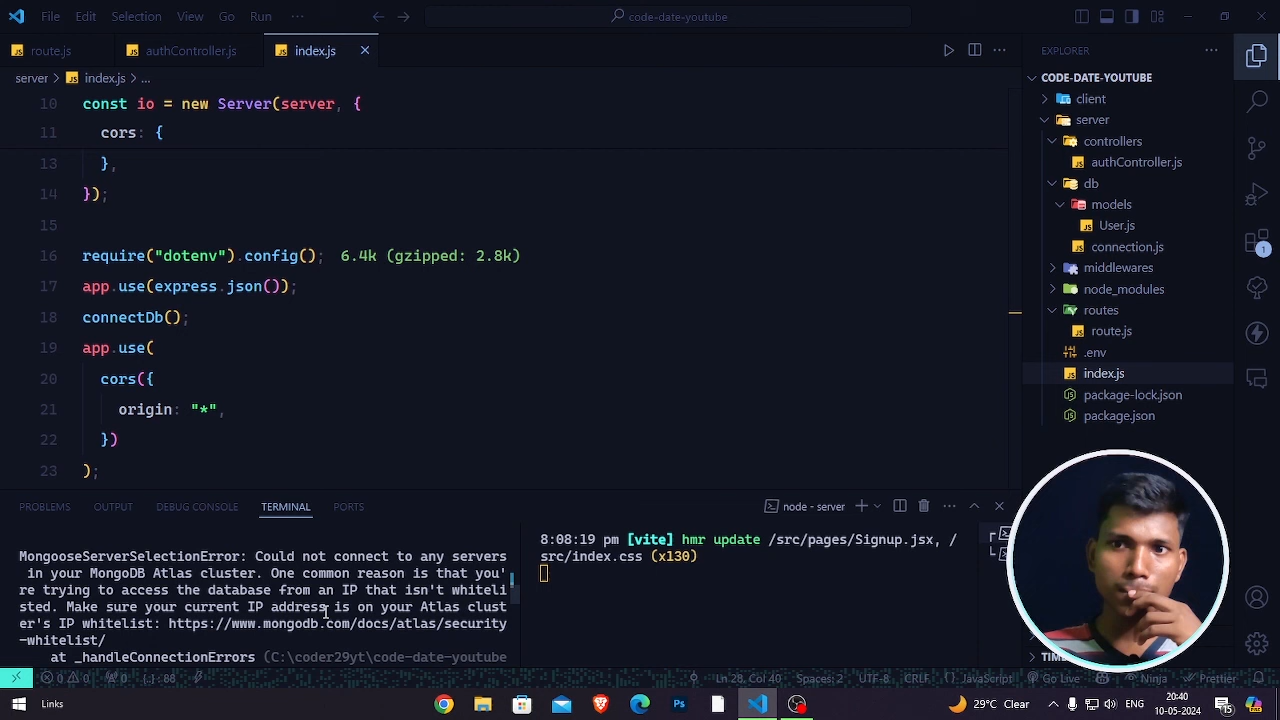 File Edit Selection View Go Run ··· code-date-youtube
route.js authController.js index.js EXPLORER
server > index.js > ...
10 const io = new Server(server, {
11 cors: {
13 },
14 });
15
16 require("dotenv").config(); 6.4k (gzipped: 2.8k)
17 app.use(express.json());
18 connectDb();
19 app.use(
20 cors({
21 origin: "*",
22 })
23 );
CODE-DATE-YOUTUBE
client
server
controllers
authController.js
db
models
User.js
connection.js
middlewares
node_modules
routes
route.js
.env
index.js
package-lock.json
package.json
1
PROBLEMS OUTPUT DEBUG CONSOLE TERMINAL PORTS node - server
MongooseServerSelectionError: Could not connect to any servers
in your MongoDB Atlas cluster. One common reason is that you'
re trying to access the database from an IP that isn't whiteli
sted. Make sure your current IP address is on your Atlas clust
er's IP whitelist: https://www.mongodb.com/docs/atlas/security
-whitelist/
at _handleConnectionErrors (C:\coder29yt\code-date-youtube
8:08:19 pm [vite] hmr update /src/pages/Signup.jsx, /
src/index.css (x130)
0 0 0 {..}: 88 Ln 28, Col 40 Spaces: 2 UTF-8 CRLF {} JavaScript Go Live Ninja Prettier
Links 29°C Clear 20:40
10-05-2024